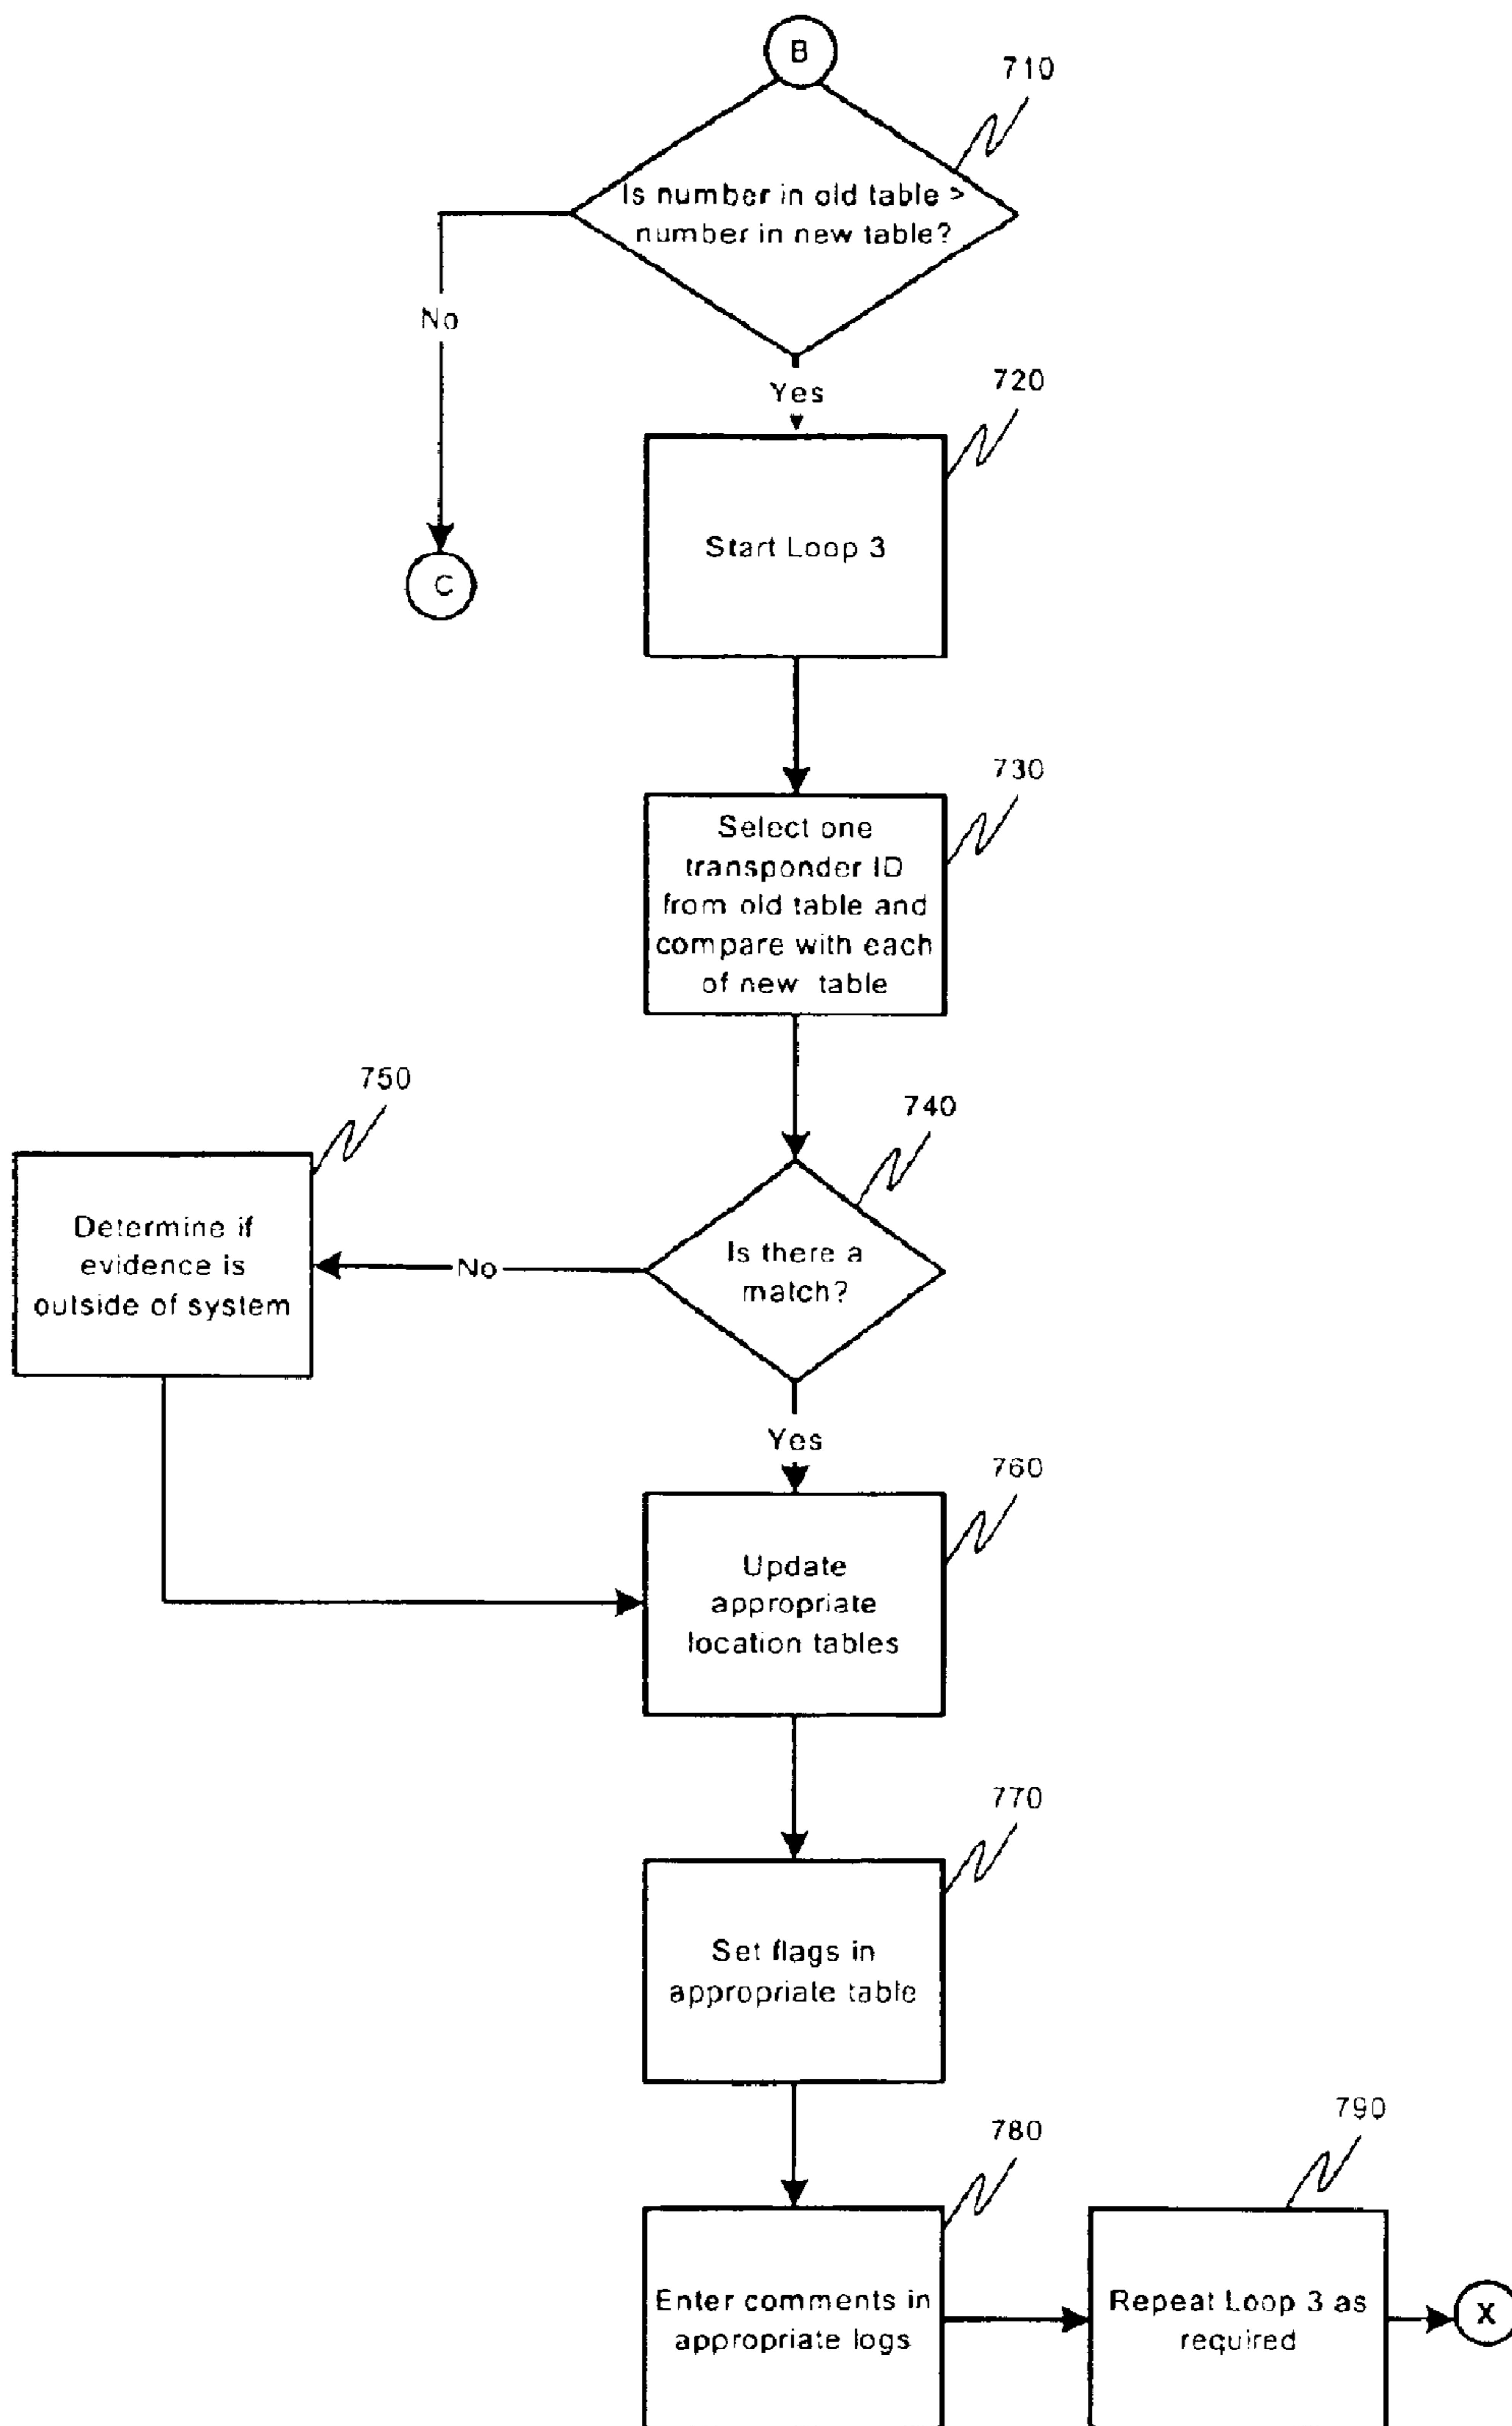 B
710
Is number in old table >
number in new table?
No
Yes
720
C
Start Loop 3
730
Select one
transponder ID
from old table and
compare with each
of new table
750
740
Determine if
evidence is
outside of system
No
Is there a
match?
Yes
760
Update
appropriate
location tables
770
Set flags in
appropriate table
780
790
Enter comments in
appropriate logs
Repeat Loop 3 as
required
X